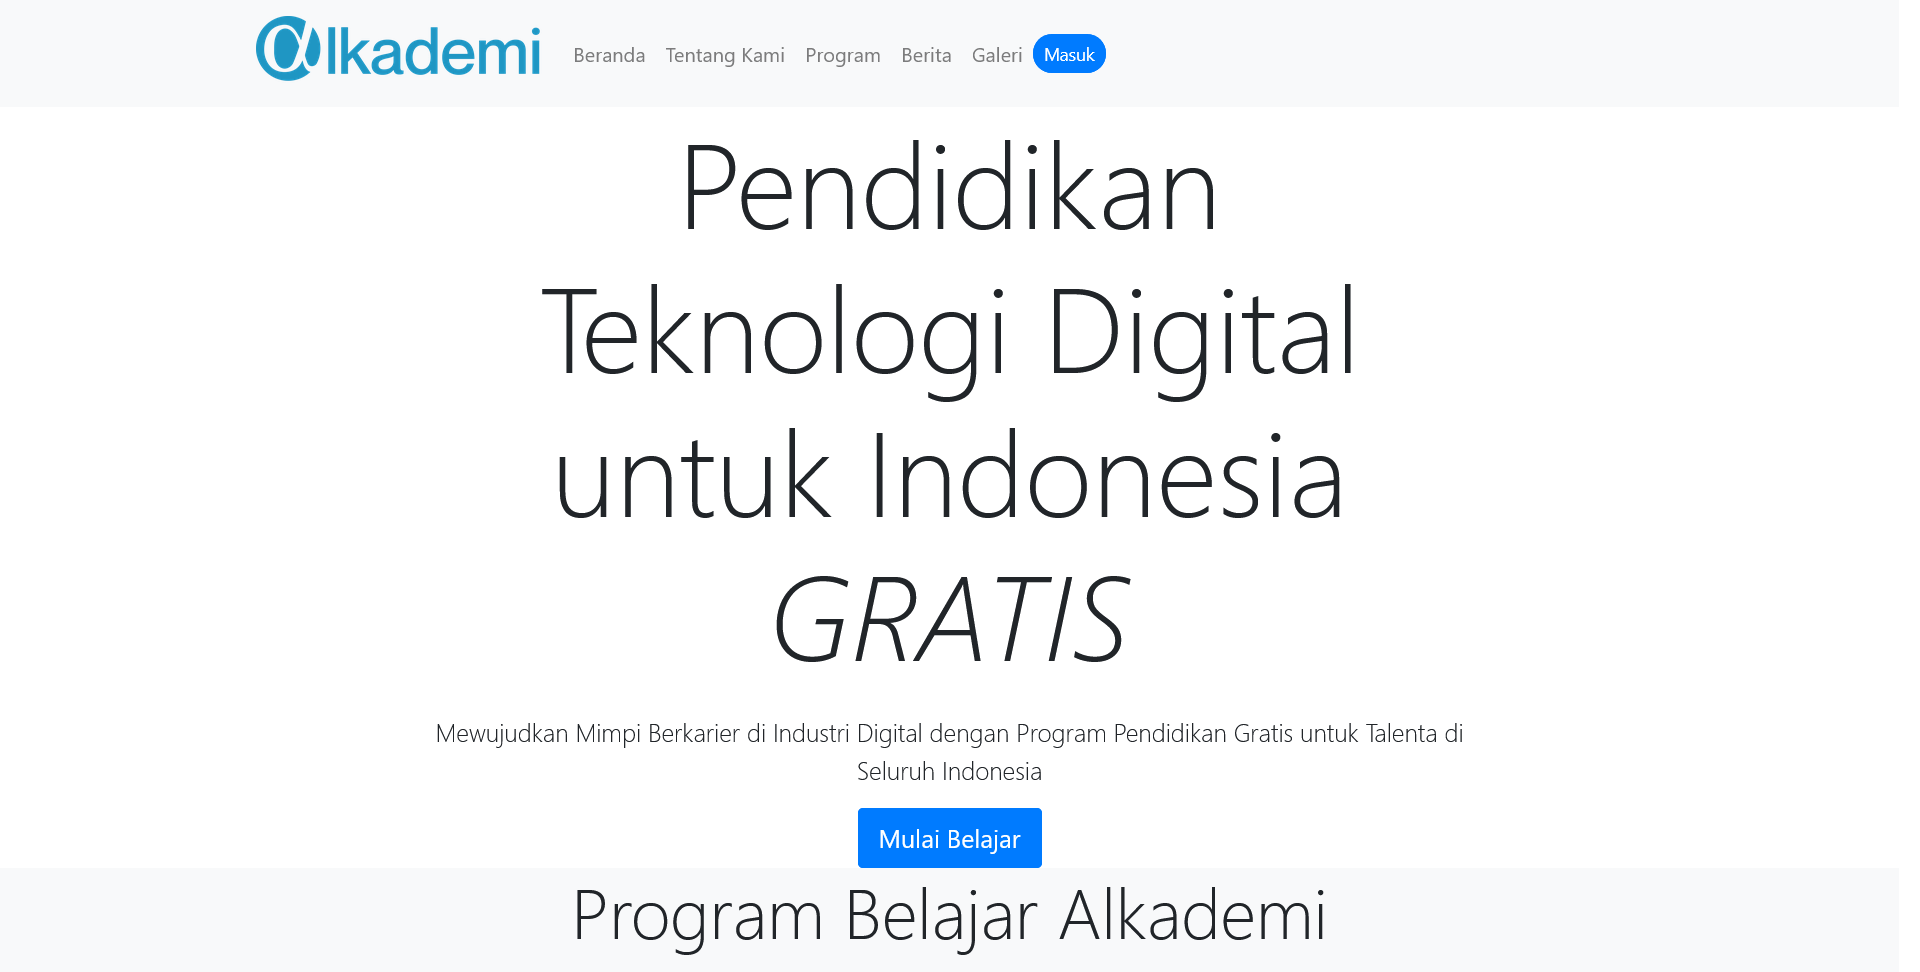 @lkademi
Beranda Tentang Kami Program Berita Galeri Masuk
Pendidikan
Teknologi Digital
untuk Indonesia
GRATIS
Mewujudkan Mimpi Berkarier di Industri Digital dengan Program Pendidikan Gratis untuk Talenta di
Seluruh Indonesia
Mulai Belajar
Program Belajar Alkademi